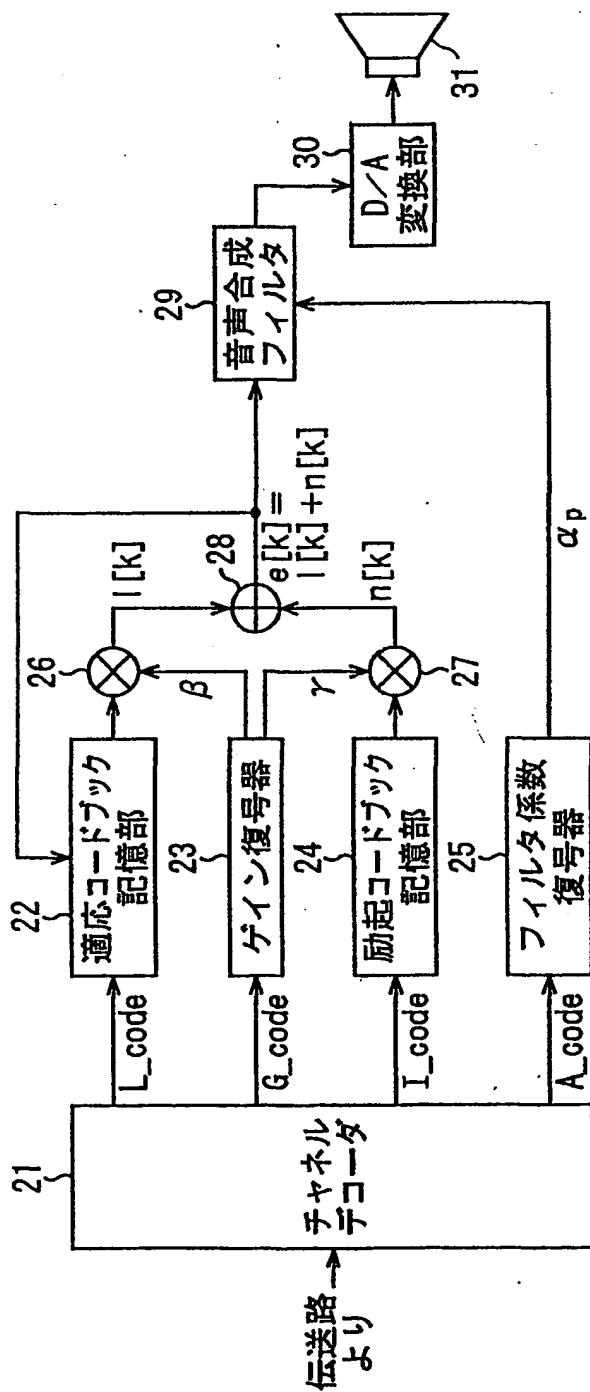 伝送路
より
21
チャネル
デコーダ
L_code
G_code
I_code
A_code
22
適応コードブック
記憶部
23
ゲイン復号器
24
励起コードブック
記憶部
25
フィルタ係数
復号器
26
β
γ
27
l[k]
28
e[k]=
l[k]+n[k]
n[k]
αp
29
音声合成
フィルタ
30
D/A
変換部
31